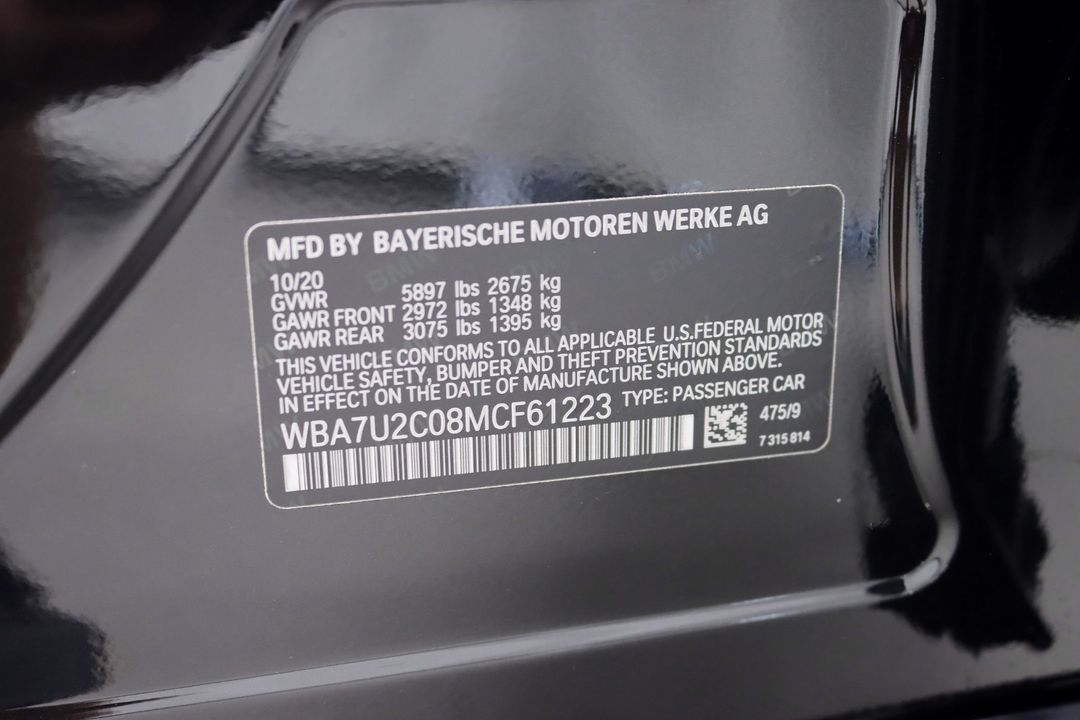 MFD BY BAYERISCHE MOTOREN WERKE AG
10/20
GVWR 5897 lbs 2675 kg
GAWR FRONT 2972 lbs 1348 kg
GAWR REAR 3075 lbs 1395 kg
THIS VEHICLE CONFORMS TO ALL APPLICABLE U.S.FEDERAL MOTOR
VEHICLE SAFETY, BUMPER AND THEFT PREVENTION STANDARDS
IN EFFECT ON THE DATE OF MANUFACTURE SHOWN ABOVE.
WBA7U2C08MCF61223 TYPE: PASSENGER CAR
475/9
7 315 814